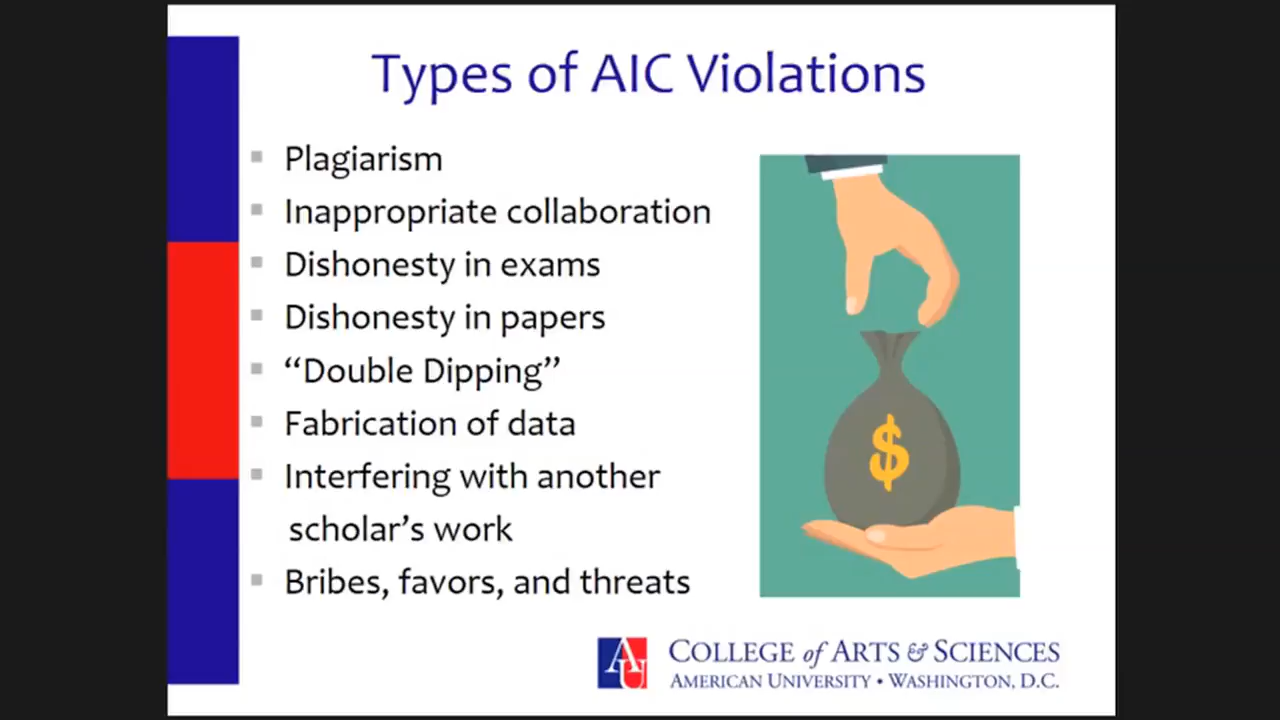 Types of AIC Violations
Plagiarism
Inappropriate collaboration
Dishonesty in exams
Dishonesty in papers
“Double Dipping”
Fabrication of data
Interfering with another
scholar’s work
Bribes, favors, and threats
$
AU
COLLEGE of ARTS & SCIENCES
AMERICAN UNIVERSITY • WASHINGTON, D.C.